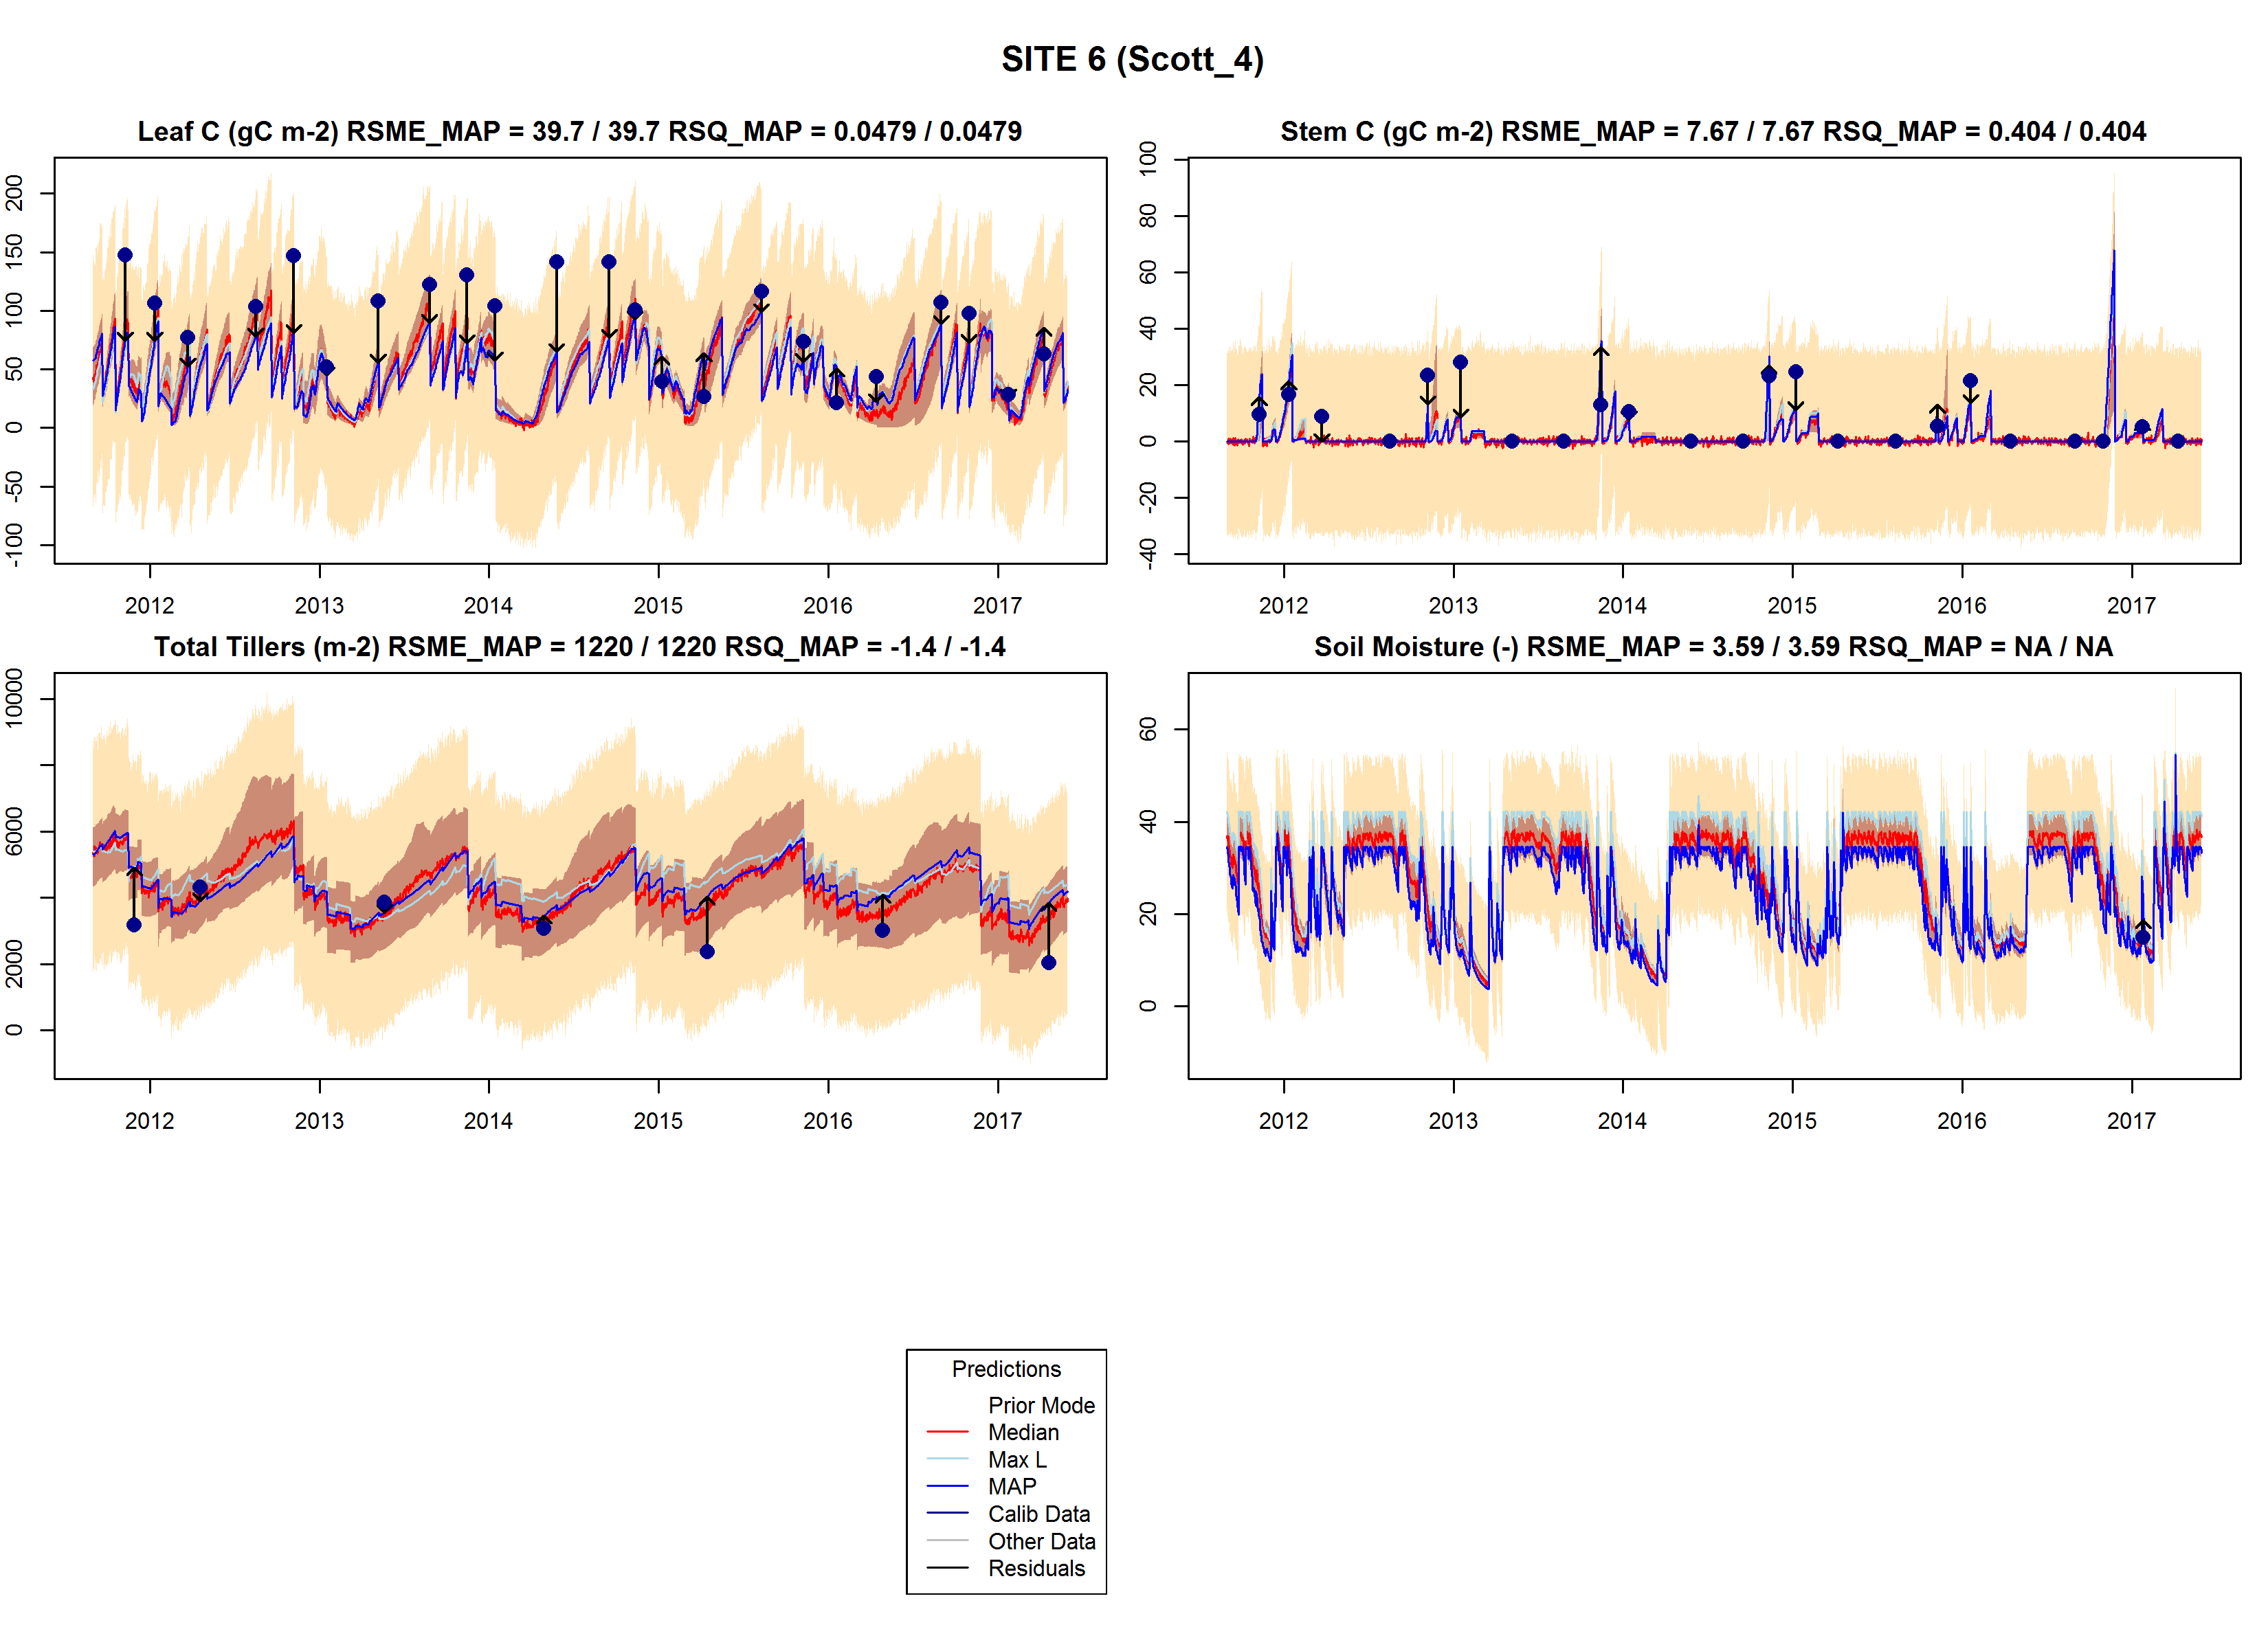 SITE 6 (Scott_4)
Leaf C (gC m-2) RSME_MAP = 39.7 / 39.7 RSQ_MAP = 0.0479 / 0.0479
200
150
100
50
0
-50
-100
2012 2013 2014 2015 2016 2017
Stem C (gC m-2) RSME_MAP = 7.67 / 7.67 RSQ_MAP = 0.404 / 0.404
100
80
60
40
20
0
-20
-40
2012 2013 2014 2015 2016 2017
Total Tillers (m-2) RSME_MAP = 1220 / 1220 RSQ_MAP = -1.4 / -1.4
10000
6000
2000
0
2012 2013 2014 2015 2016 2017
Soil Moisture (-) RSME_MAP = 3.59 / 3.59 RSQ_MAP = NA / NA
60
40
20
0
2012 2013 2014 2015 2016 2017
Predictions
Prior Mode
Median
Max L
MAP
Calib Data
Other Data
Residuals